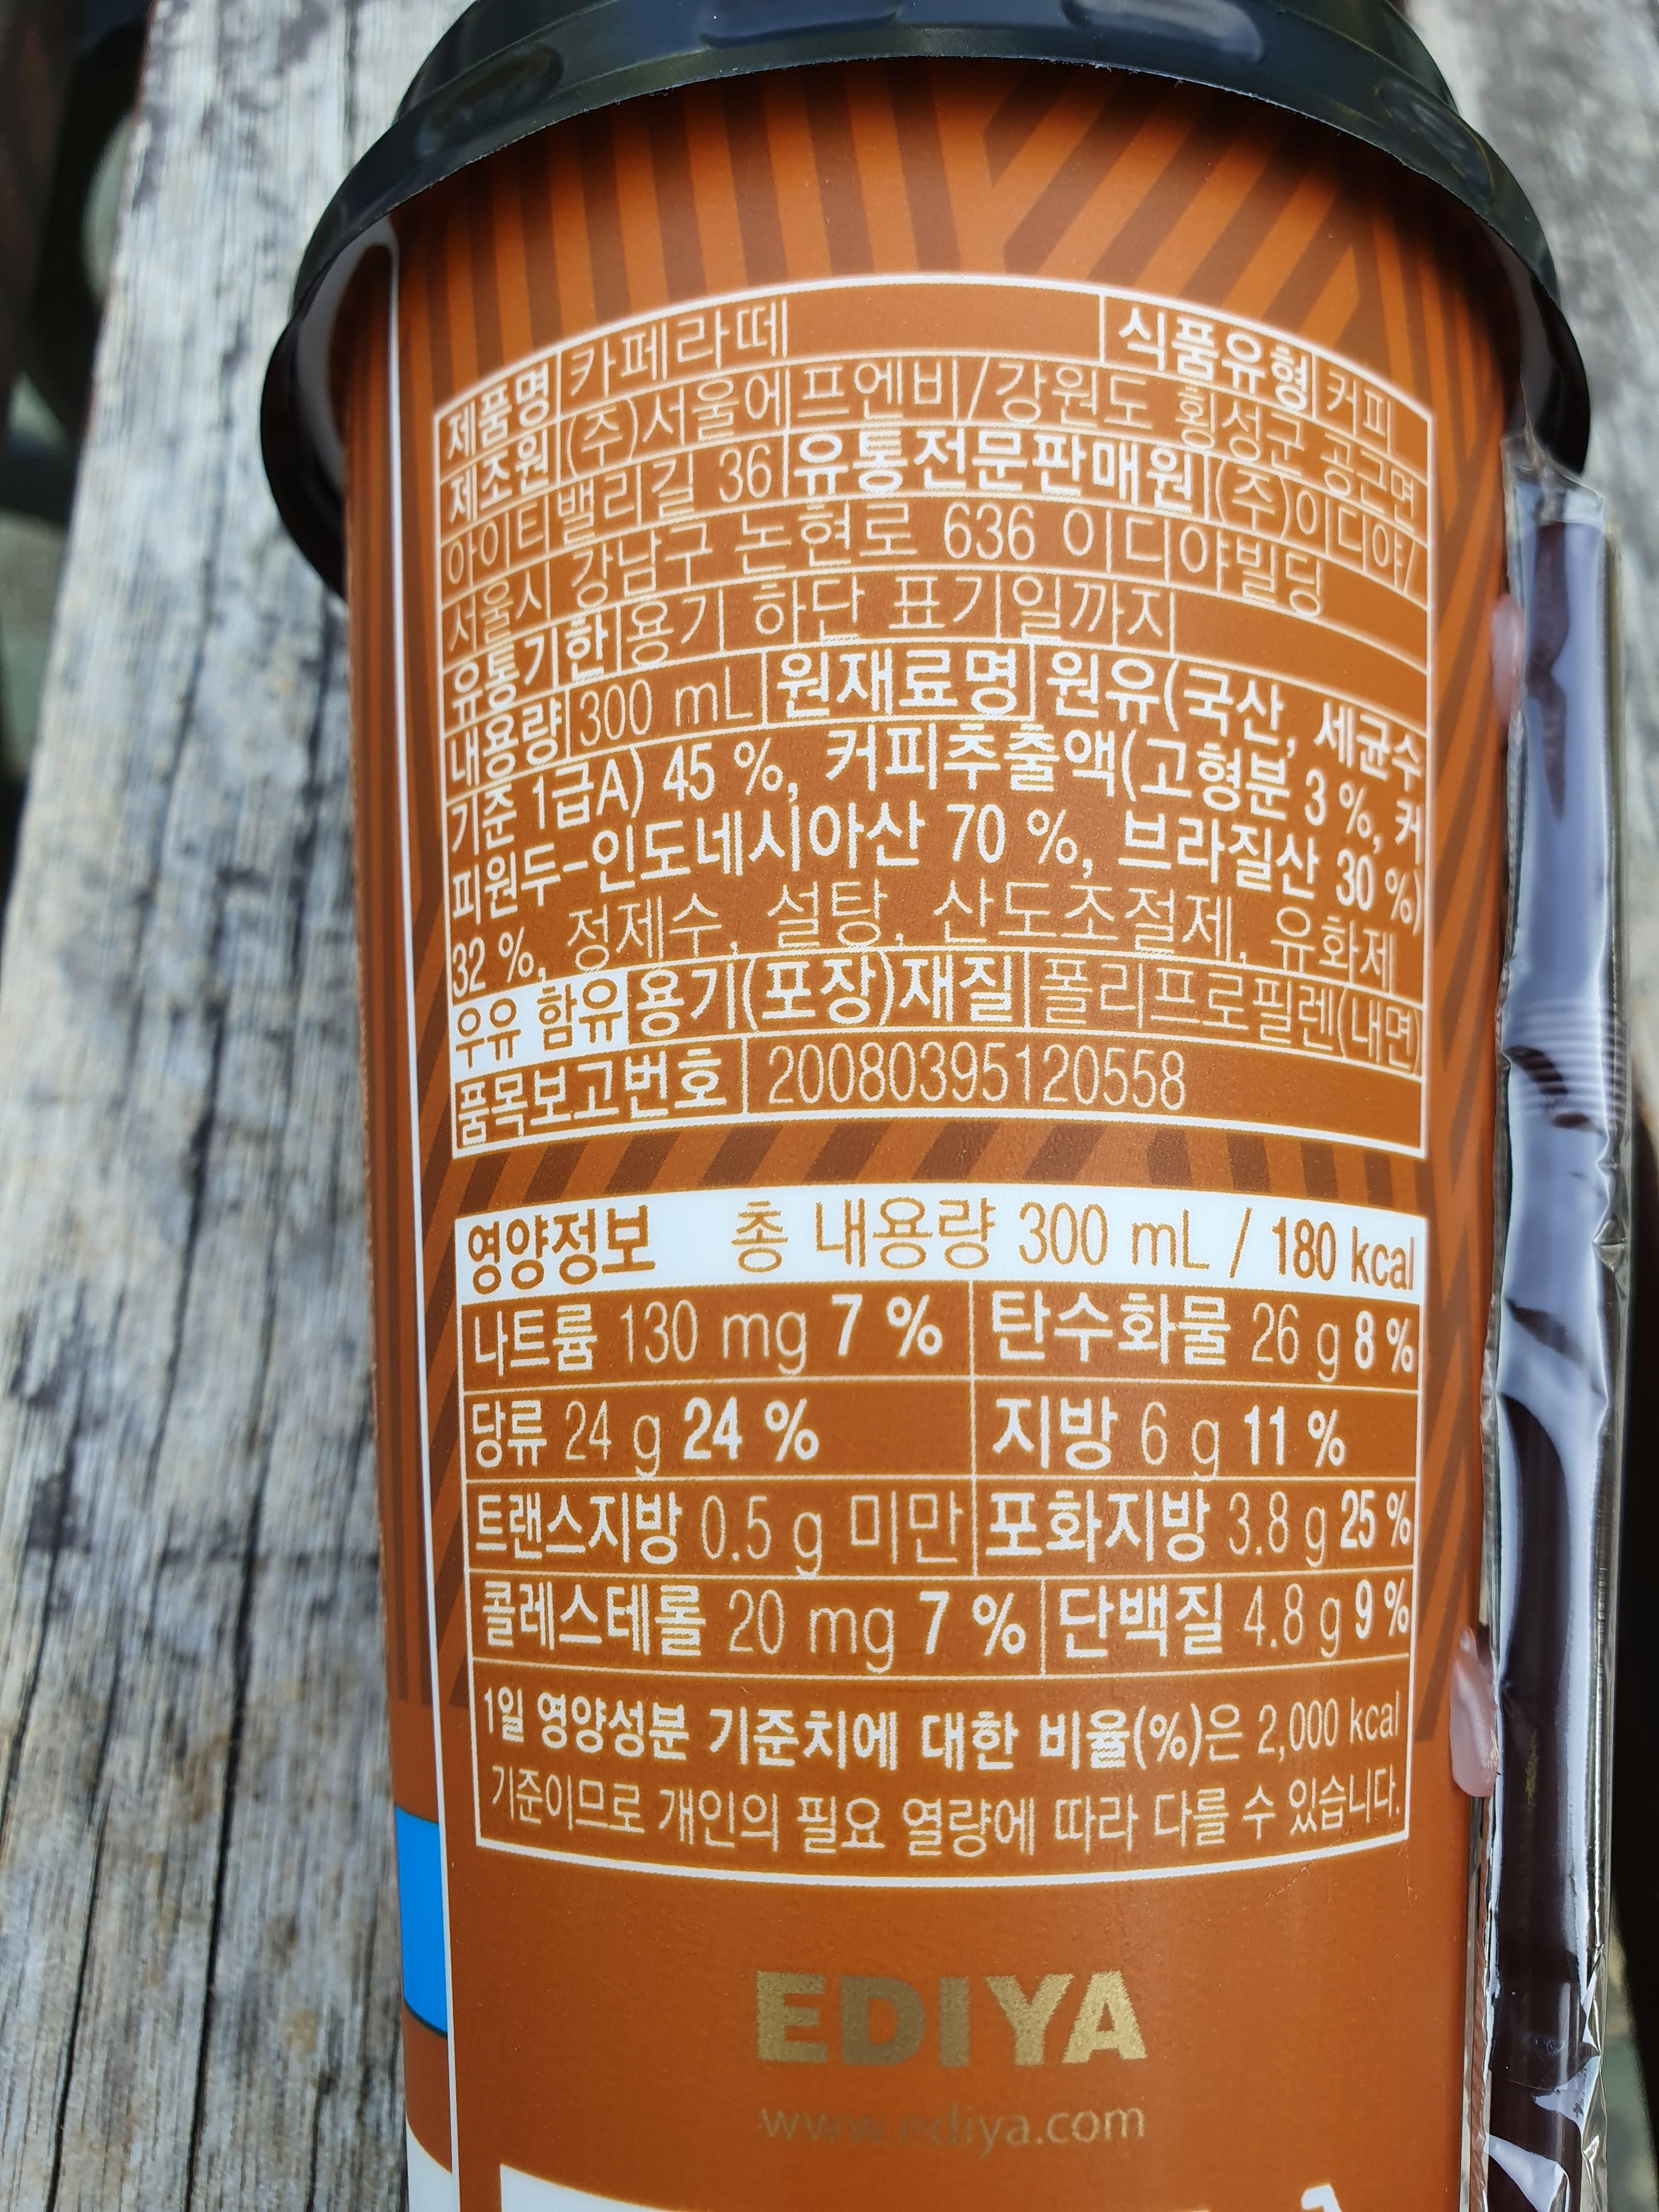 제품명 카페라떼 식품유형 커피
제조원 (주)서울에프엔비/강원도 횡성군 공근면
아이티밸리길 36 유통전문판매원 (주)이디야/
서울시 강남구 논현로 636 이디야빌딩
유통기한 용기 하단 표기일까지
내용량 300 mL 원재료명 원유(국산, 세균수
기준 1급A) 45 %, 커피추출액(고형분 3 %, 커
피원두-인도네시아산 70 %, 브라질산 30 %)
32 %, 정제수, 설탕, 산도조절제, 유화제
우유 함유 용기(포장)재질 폴리프로필렌(내면)
품목보고번호 20080395120558
영양정보 총 내용량 300 mL / 180 kcal
나트륨 130 mg 7 % 탄수화물 26 g 8 %
당류 24 g 24 % 지방 6 g 11 %
트랜스지방 0.5 g 미만 포화지방 3.8 g 25 %
콜레스테롤 20 mg 7 % 단백질 4.8 g 9 %
1일 영양성분 기준치에 대한 비율(%)은 2,000 kcal
기준이므로 개인의 필요 열량에 따라 다를 수 있습니다.
EDIYA
www.ediya.com